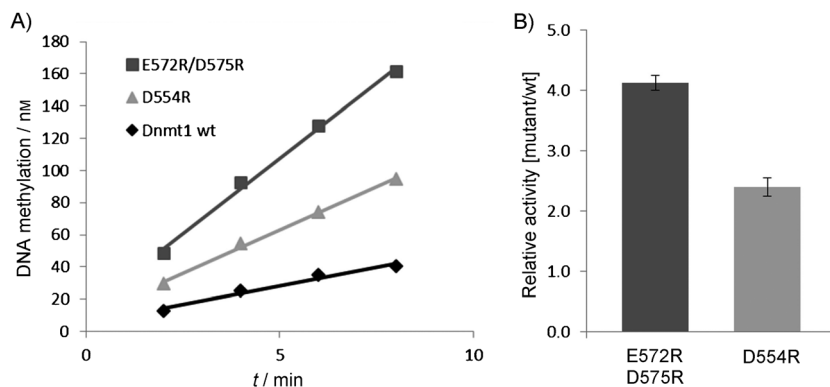 A)
180
160
140
120
100
80
60
40
20
0
DNA methylation / nM
E572R/D575R
D554R
Dnmt1 wt
0
5
10
t / min
B)
5.0
4.0
3.0
2.0
1.0
0.0
Relative activity [mutant/wt]
E572R
D575R
D554R